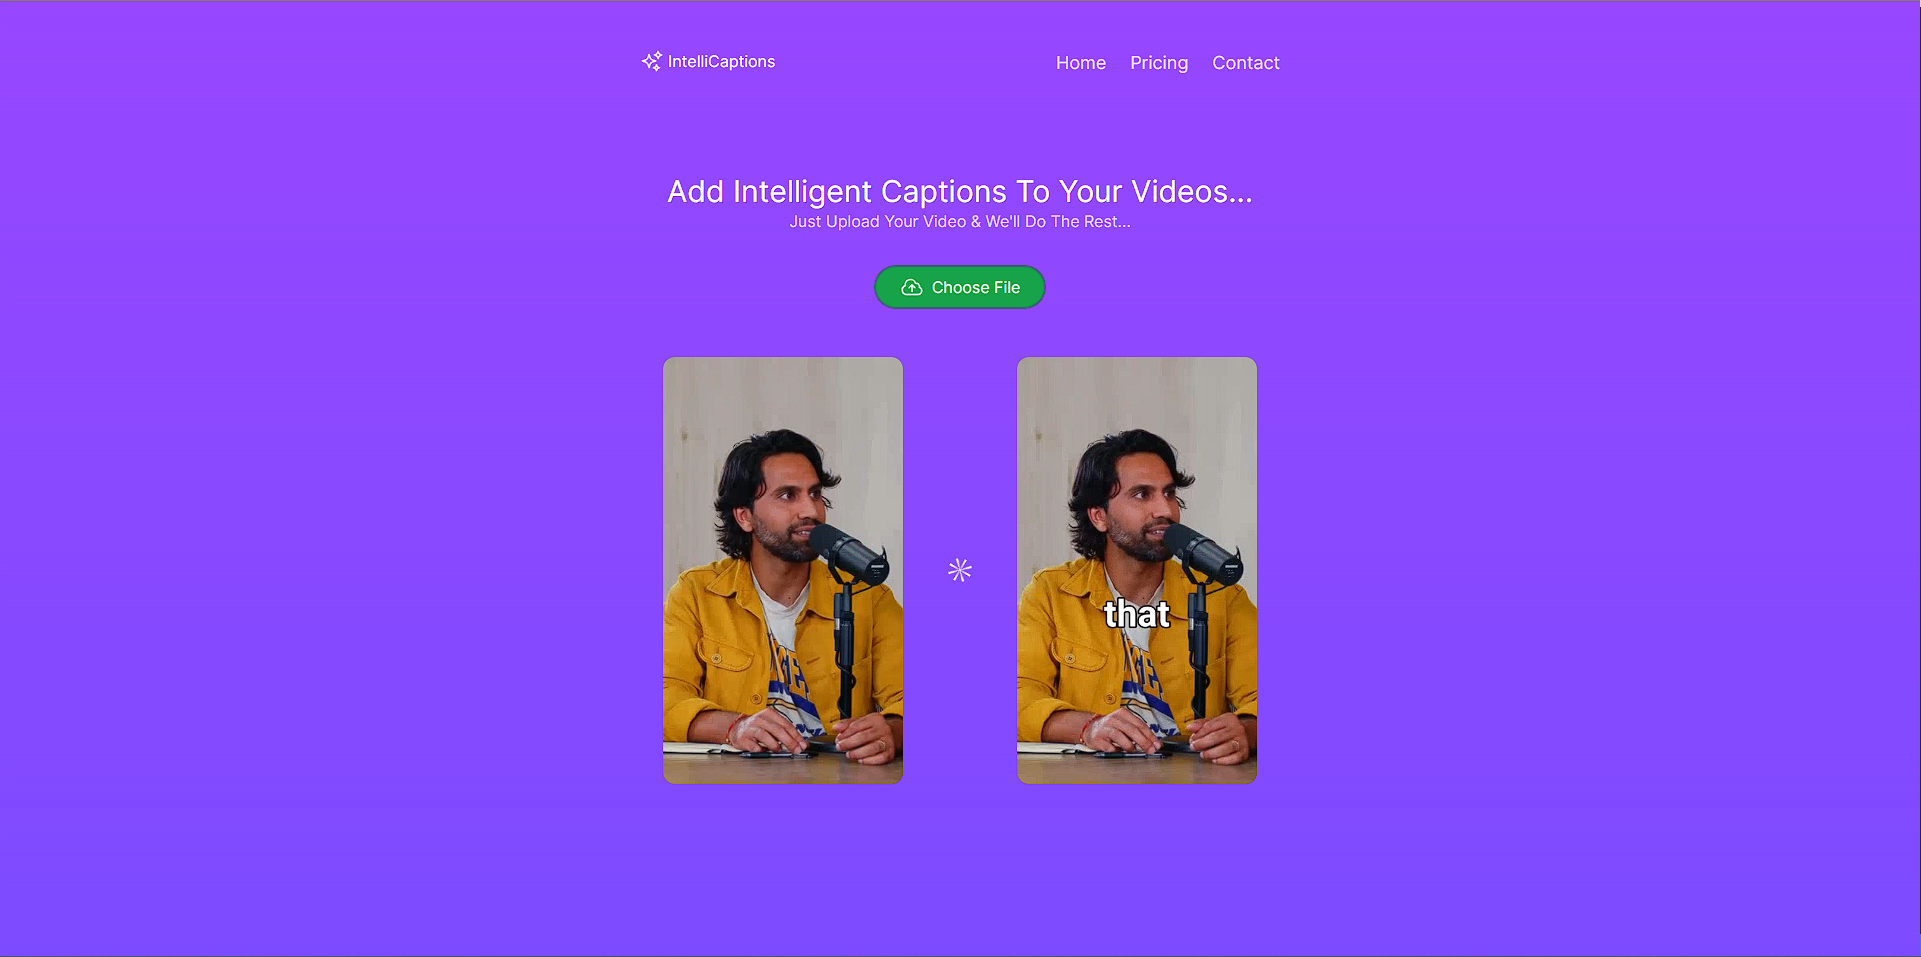 IntelliCaptions
Home Pricing Contact
Add Intelligent Captions To Your Videos...
Just Upload Your Video & We'll Do The Rest...
Choose File
that